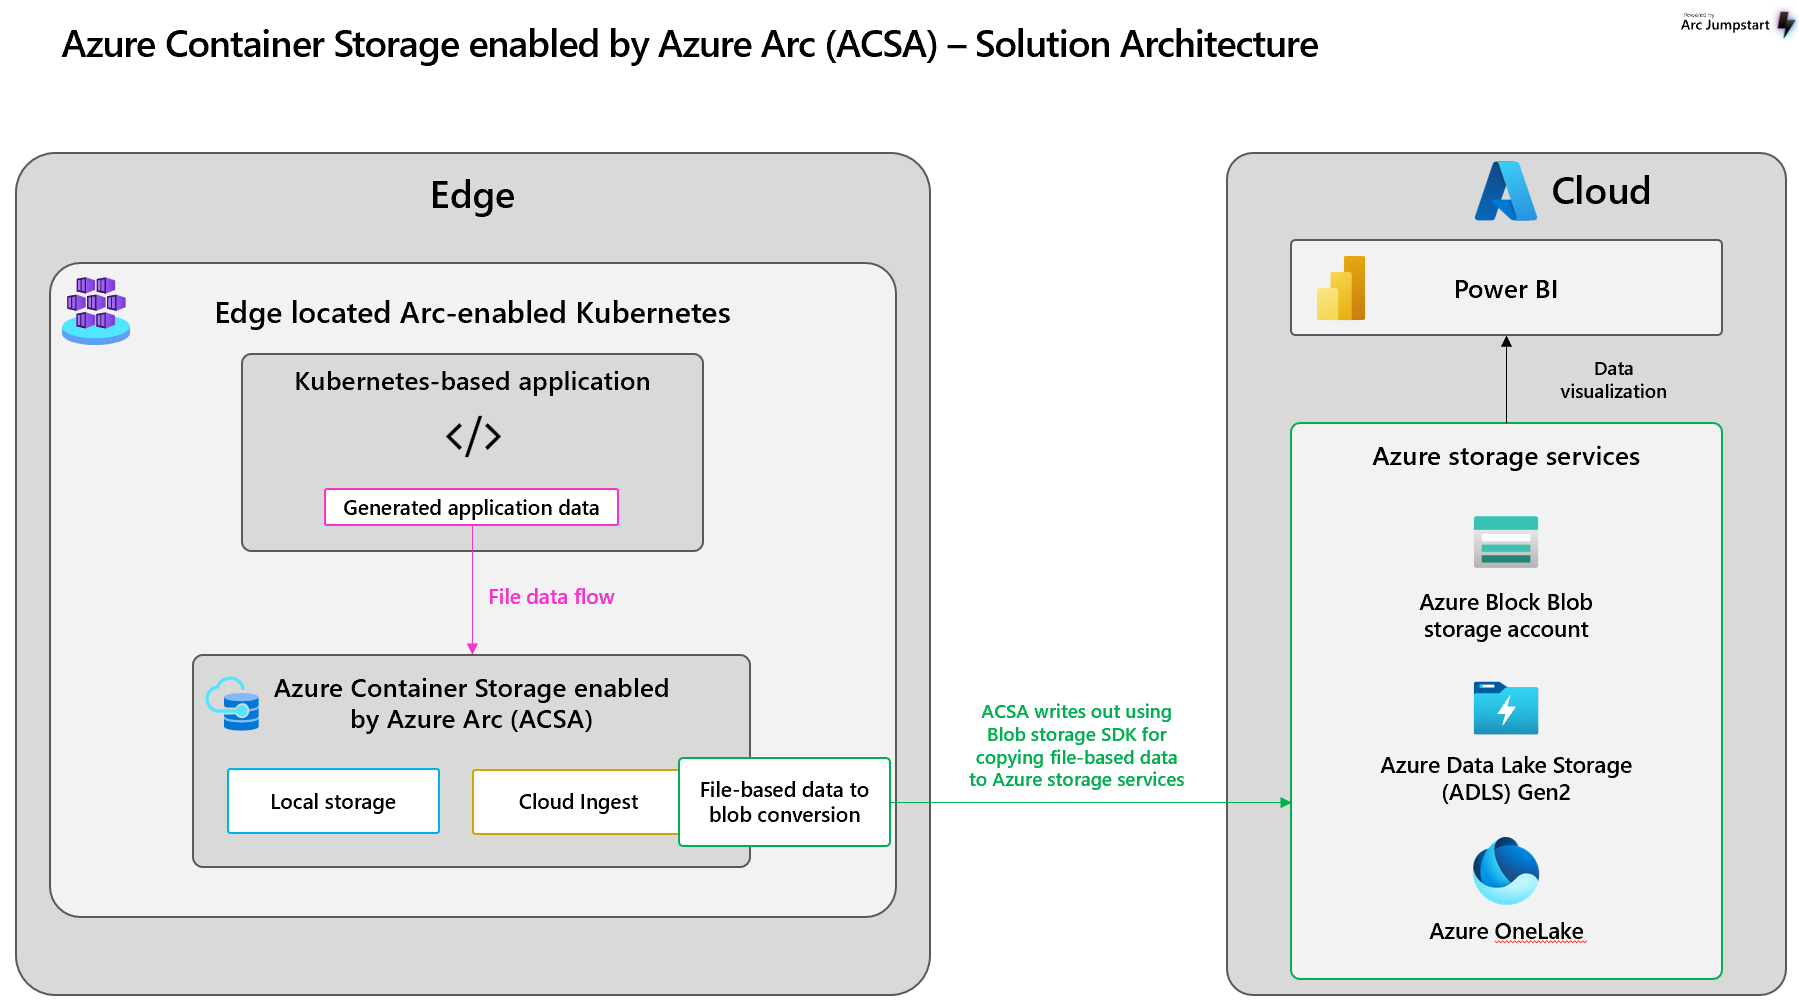 Azure Container Storage enabled by Azure Arc (ACSA) – Solution Architecture
Powered by
Arc Jumpstart
Edge
Edge located Arc-enabled Kubernetes
Kubernetes-based application
</>
Generated application data
File data flow
Azure Container Storage enabled
by Azure Arc (ACSA)
Local storage
Cloud Ingest
File-based data to
blob conversion
ACSA writes out using
Blob storage SDK for
copying file-based data
to Azure storage services
Cloud
Power BI
Data
visualization
Azure storage services
Azure Block Blob
storage account
Azure Data Lake Storage
(ADLS) Gen2
Azure OneLake